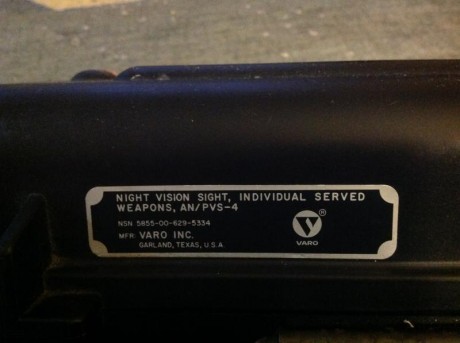 NIGHT VISION SIGHT, INDIVIDUAL SERVED
WEAPONS, AN/PVS-4
NSN 5855-00-629-5334
MFR: VARO INC.
GARLAND, TEXAS, U.S.A.
V®
VARO